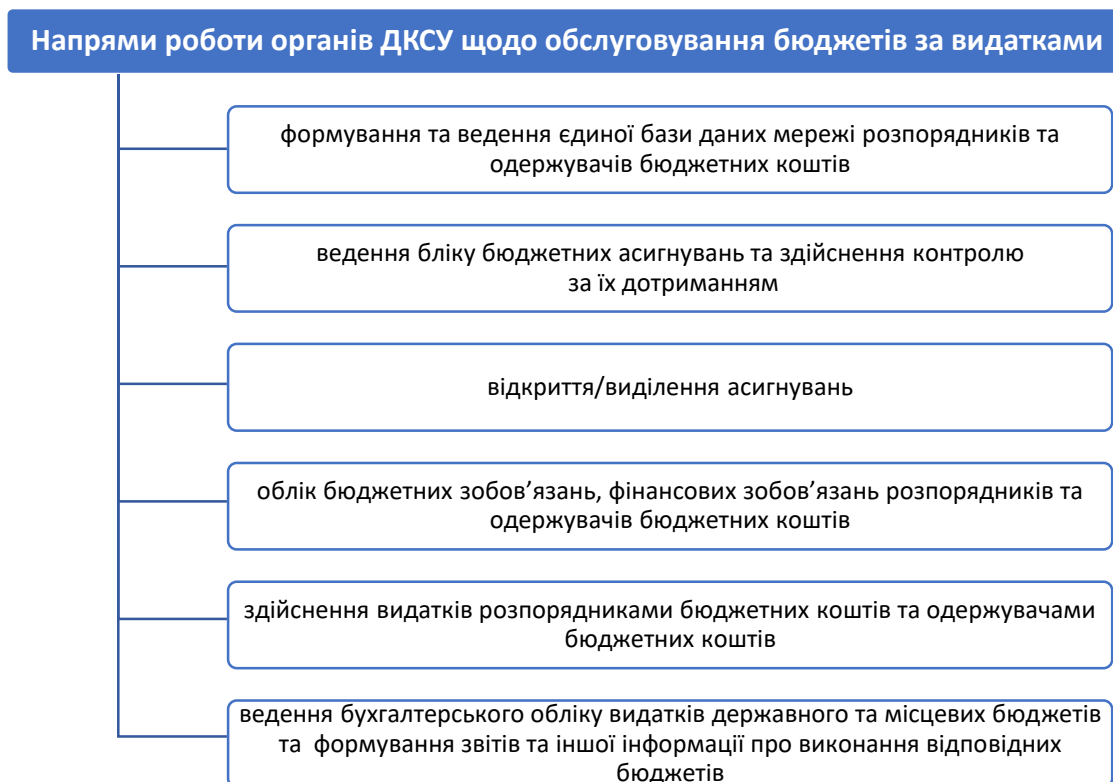 Напрями роботи органів ДКСУ щодо обслуговування бюджетів за видатками
формування та ведення єдиної бази даних мережі розпорядників та
одержувачів бюджетних коштів
ведення бліку бюджетних асигнувань та здійснення контролю
за їх дотриманням
відкриття/виділення асигнувань
облік бюджетних зобов’язань, фінансових зобов’язань розпорядників та
одержувачів бюджетних коштів
здійснення видатків розпорядниками бюджетних коштів та одержувачами
бюджетних коштів
ведення бухгалтерського обліку видатків державного та місцевих бюджетів
та формування звітів та іншої інформації про виконання відповідних
бюджетів